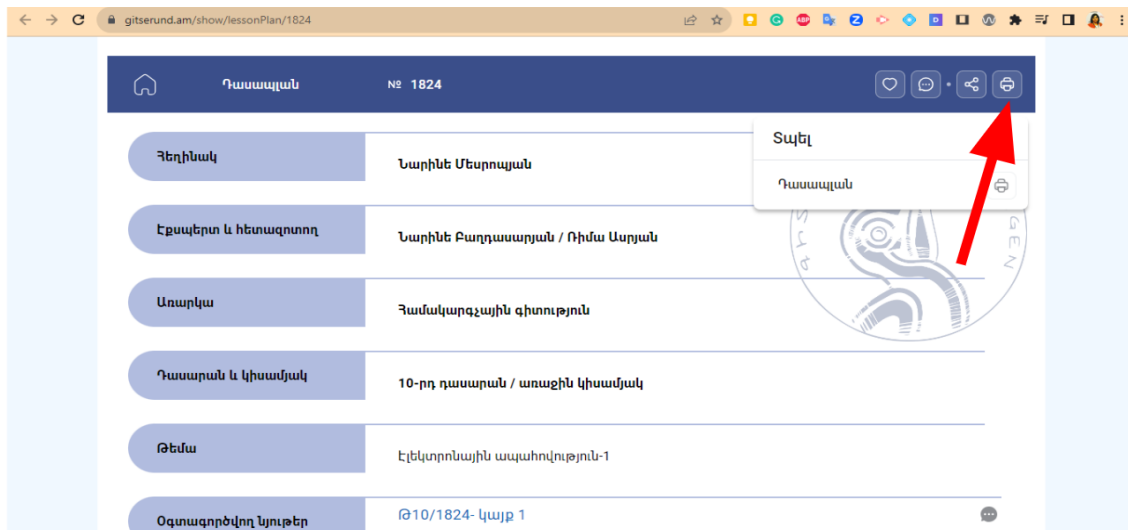 gitserund.am/show/lessonPlan/1824
Դասապլան № 1824
Տպել
Դասապլան
Հեղինակ
Նարինե Մեսրոպյան
Էքսպերտ և հետազոտող
Նարինե Բաղդասարյան / Ռիմա Ասրյան
Առարկա
Համակարգչային գիտություն
Դասարան և կիսամյակ
10-րդ դասարան / առաջին կիսամյակ
Թեմա
Էլեկտրոնային ապահովություն-1
Օգտագործվող նյութեր
Թ10/1824- կայք 1